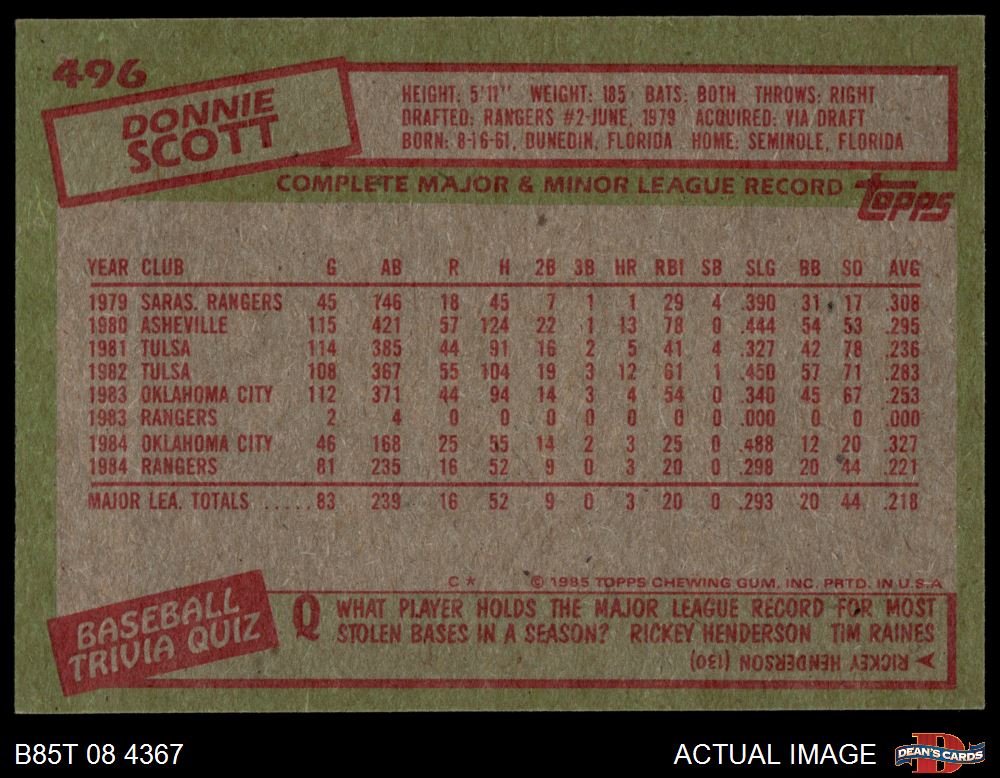 496
DONNIE
SCOTT
HEIGHT: 5'11" WEIGHT: 185 BATS: BOTH THROWS: RIGHT
DRAFTED: RANGERS #2-JUNE, 1979 ACQUIRED: VIA DRAFT
BORN: 8-16-61, DUNEDIN, FLORIDA HOME: SEMINOLE, FLORIDA
COMPLETE MAJOR & MINOR LEAGUE RECORD topps
YEAR CLUB G AB R H 2B 3B HR RBI SB SLG BB SO AVG
1979 SARAS. RANGERS 45 146 18 45 7 1 1 29 4 .390 31 17 .308
1980 ASHEVILLE 115 421 57 124 22 1 13 78 0 .444 54 53 .295
1981 TULSA 114 385 44 91 16 2 5 41 4 .327 42 78 .236
1982 TULSA 108 367 55 104 19 3 12 61 1 .450 57 71 .283
1983 OKLAHOMA CITY 112 371 44 94 14 3 4 54 0 .340 45 67 .253
1983 RANGERS 2 4 0 0 0 0 0 0 0 .000 0 0 .000
1984 OKLAHOMA CITY 46 168 25 55 14 2 3 25 0 .488 12 20 .327
1984 RANGERS 81 235 16 52 9 0 3 20 0 .298 20 44 .221
MAJOR LEA. TOTALS .....83 239 16 52 9 0 3 20 0 .293 20 44 .218
C * © 1985 TOPPS CHEWING GUM, INC. PRTD. IN U.S.A
BASEBALL
TRIVIA QUIZ
Q WHAT PLAYER HOLDS THE MAJOR LEAGUE RECORD FOR MOST
STOLEN BASES IN A SEASON? RICKEY HENDERSON TIM RAINES
RICKEY HENDERSON (130)
B85T 08 4367 ACTUAL IMAGE DEAN'S CARDS